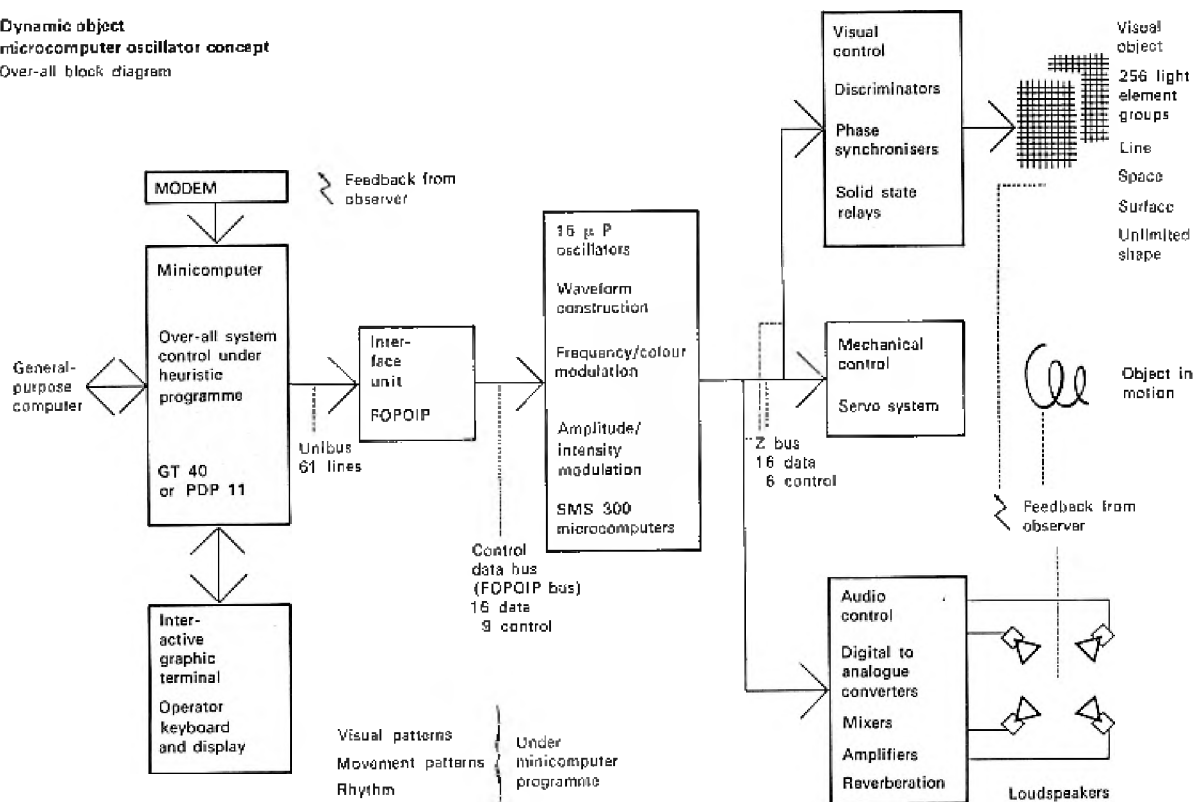 Dynamic object
microcomputer oscillator concept
Over-all block diagram
MODEM
Feedback from
observer
Minicomputer
Over-all system
control under
heuristic
programme
GT 40
or PDP 11
General-
purpose
computer
Unibus
61 lines
Inter-
face
unit
FOPOIP
Inter-
active
graphic
terminal
Operator
keyboard
and display
Control
data bus
(FOPOIP bus)
16 data
9 control
16 μ P
oscillators
Waveform
construction
Frequency/colour
modulation
Amplitude/
intensity
modulation
SMS 300
microcomputers
Visual patterns
Movement patterns
Rhythm
Under
minicomputer
programme
Z bus
16 data
6 control
Visual
control
Discriminators
Phase
synchronisers
Solid state
relays
Mechanical
control
Servo system
Audio
control
Digital to
analogue
converters
Mixers
Amplifiers
Reverberation
Visual
object
256 light
element
groups
Line
Space
Surface
Unlimited
shape
Object in
motion
Feedback from
observer
Loudspeakers